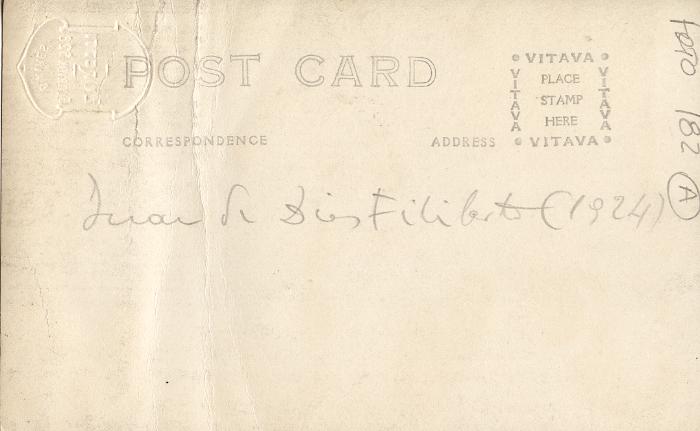 POST CARD
CORRESPONDENCE
ADDRESS
VITAVA
VITAVA
PLACE
STAMP
HERE
VITAVA
VITAVA
Juan de Dios Filiberto (1924)
FOTO 182 A